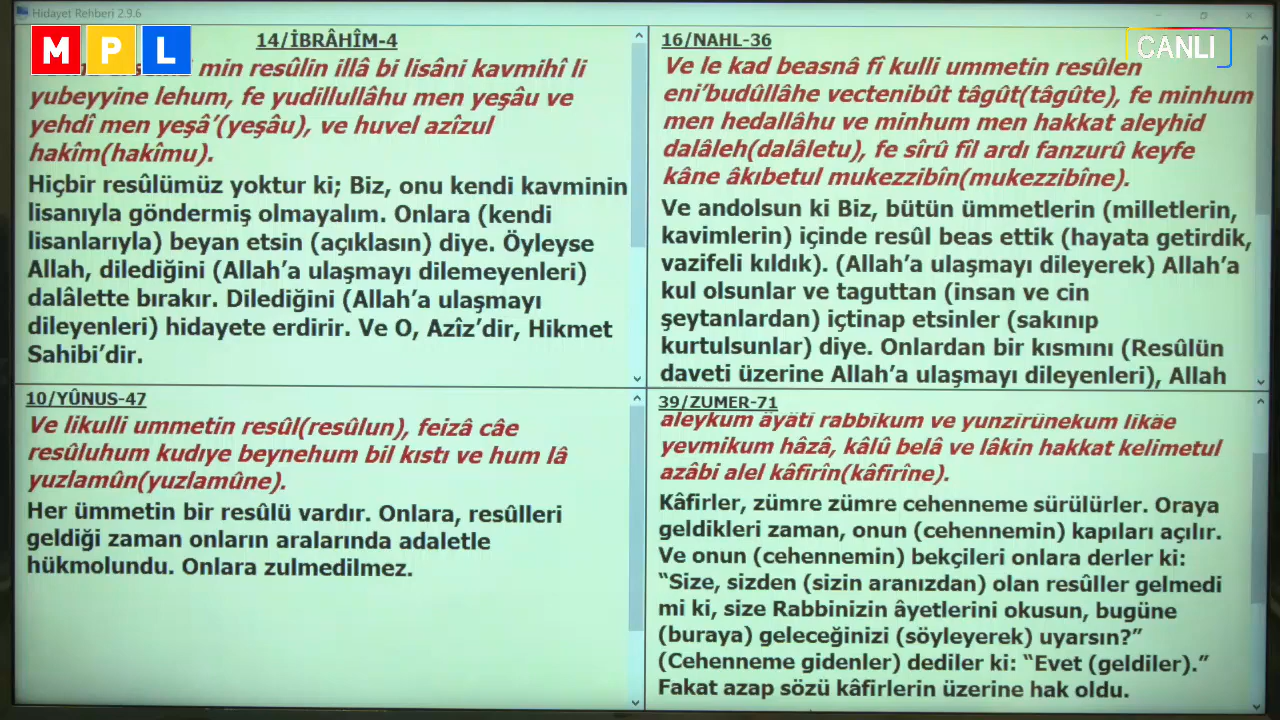 Hidayet Rehberi 2.9.6
MPL
CANLI
14/İBRÂHÎM-4
min resûlin illâ bi lisâni kavmihî li
yubeyyine lehum, fe yudillullâhu men yeşâu ve
yehdî men yeşâ’(yeşâu), ve huvel azîzul
hakîm(hakîmu).
Hiçbir resûlümüz yoktur ki; Biz, onu kendi kavminin
lisanıyla göndermiş olmayalım. Onlara (kendi
lisanlarıyla) beyan etsin (açıklasın) diye. Öyleyse
Allah, dilediğini (Allah’a ulaşmayı dilemeyenleri)
dalâlette bırakır. Dilediğini (Allah’a ulaşmayı
dileyenleri) hidayete erdirir. Ve O, Azîz’dir, Hikmet
Sahibi’dir.
16/NAHL-36
Ve le kad beasnâ fî kulli ummetin resûlen
eni’budûllâhe vectenibût tâgût(tâgûte), fe minhum
men hedallâhu ve minhum men hakkat aleyhid
dalâleh(dalâletu), fe sîrû fîl ardı fanzurû keyfe
kâne âkıbetul mukezzibîn(mukezzibîne).
Ve andolsun ki Biz, bütün ümmetlerin (milletlerin,
kavimlerin) içinde resûl beas ettik (hayata getirdik,
vazifeli kıldık). (Allah’a ulaşmayı dileyerek) Allah’a
kul olsunlar ve taguttan (insan ve cin
şeytanlardan) içtinap etsinler (sakınıp
kurtulsunlar) diye. Onlardan bir kısmını (Resûlün
daveti üzerine Allah’a ulaşmayı dileyenleri), Allah
10/YÛNUS-47
Ve likulli ummetin resûl(resûlun), feizâ câe
resûluhum kudıye beynehum bil kıstı ve hum lâ
yuzlamûn(yuzlamûne).
Her ümmetin bir resûlü vardır. Onlara, resûlleri
geldiği zaman onların aralarında adaletle
hükmolundu. Onlara zulmedilmez.
39/ZUMER-71
aleykum âyâti rabbikum ve yunzirûnekum likâe
yevmikum hâzâ, kâlû belâ ve lâkin hakkat kelimetul
azâbi alel kâfirîn(kâfirîne).
Kâfirler, zümre zümre cehenneme sürülürler. Oraya
geldikleri zaman, onun (cehennemin) kapıları açılır.
Ve onun (cehennemin) bekçileri onlara derler ki:
“Size, sizden (sizin aranızdan) olan resûller gelmedi
mi ki, size Rabbinizin âyetlerini okusun, bugüne
(buraya) geleceğinizi (söyleyerek) uyarsın?”
(Cehenneme gidenler) dediler ki: “Evet (geldiler).”
Fakat azap sözü kâfirlerin üzerine hak oldu.